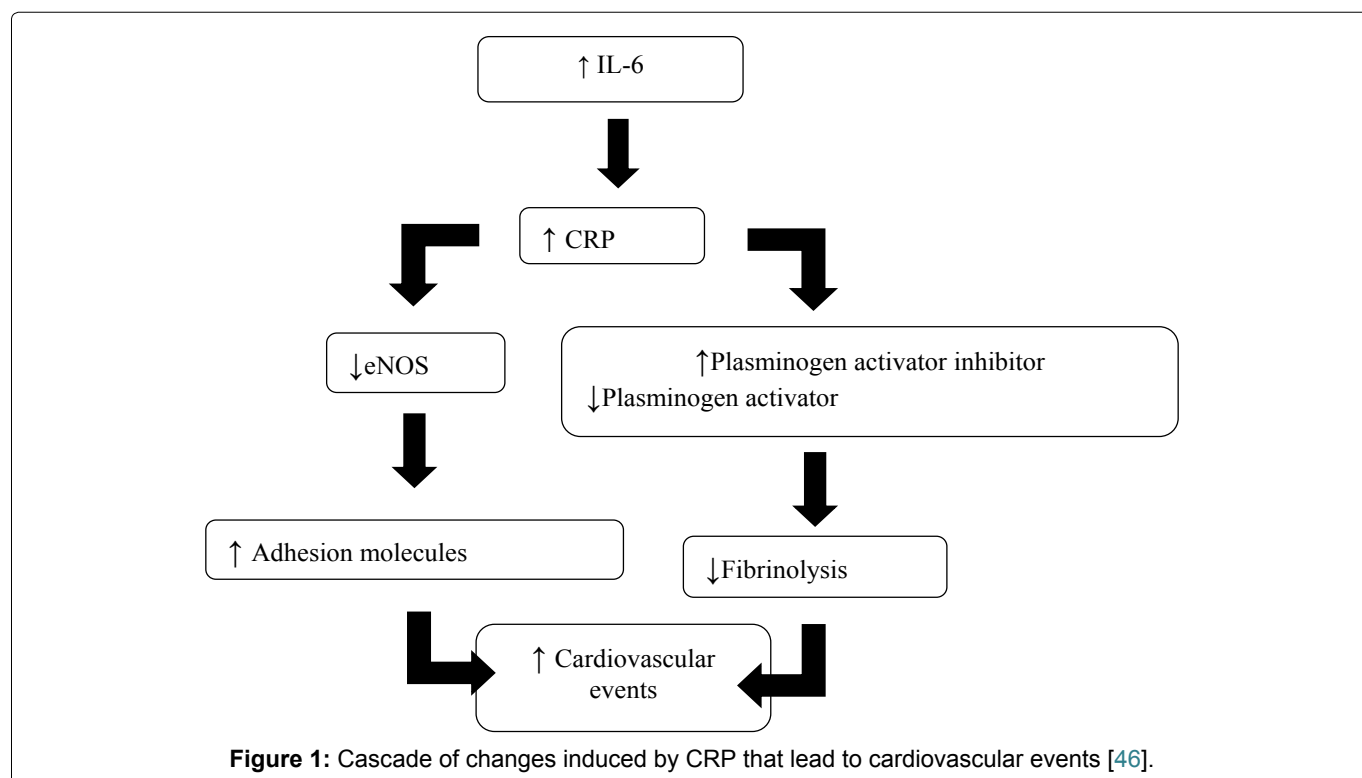 ↑ IL-6
↑ CRP
↓eNOS
↑Plasminogen activator inhibitor
↓Plasminogen activator
↑ Adhesion molecules
↓Fibrinolysis
↑ Cardiovascular
events
Figure 1: Cascade of changes induced by CRP that lead to cardiovascular events [46].